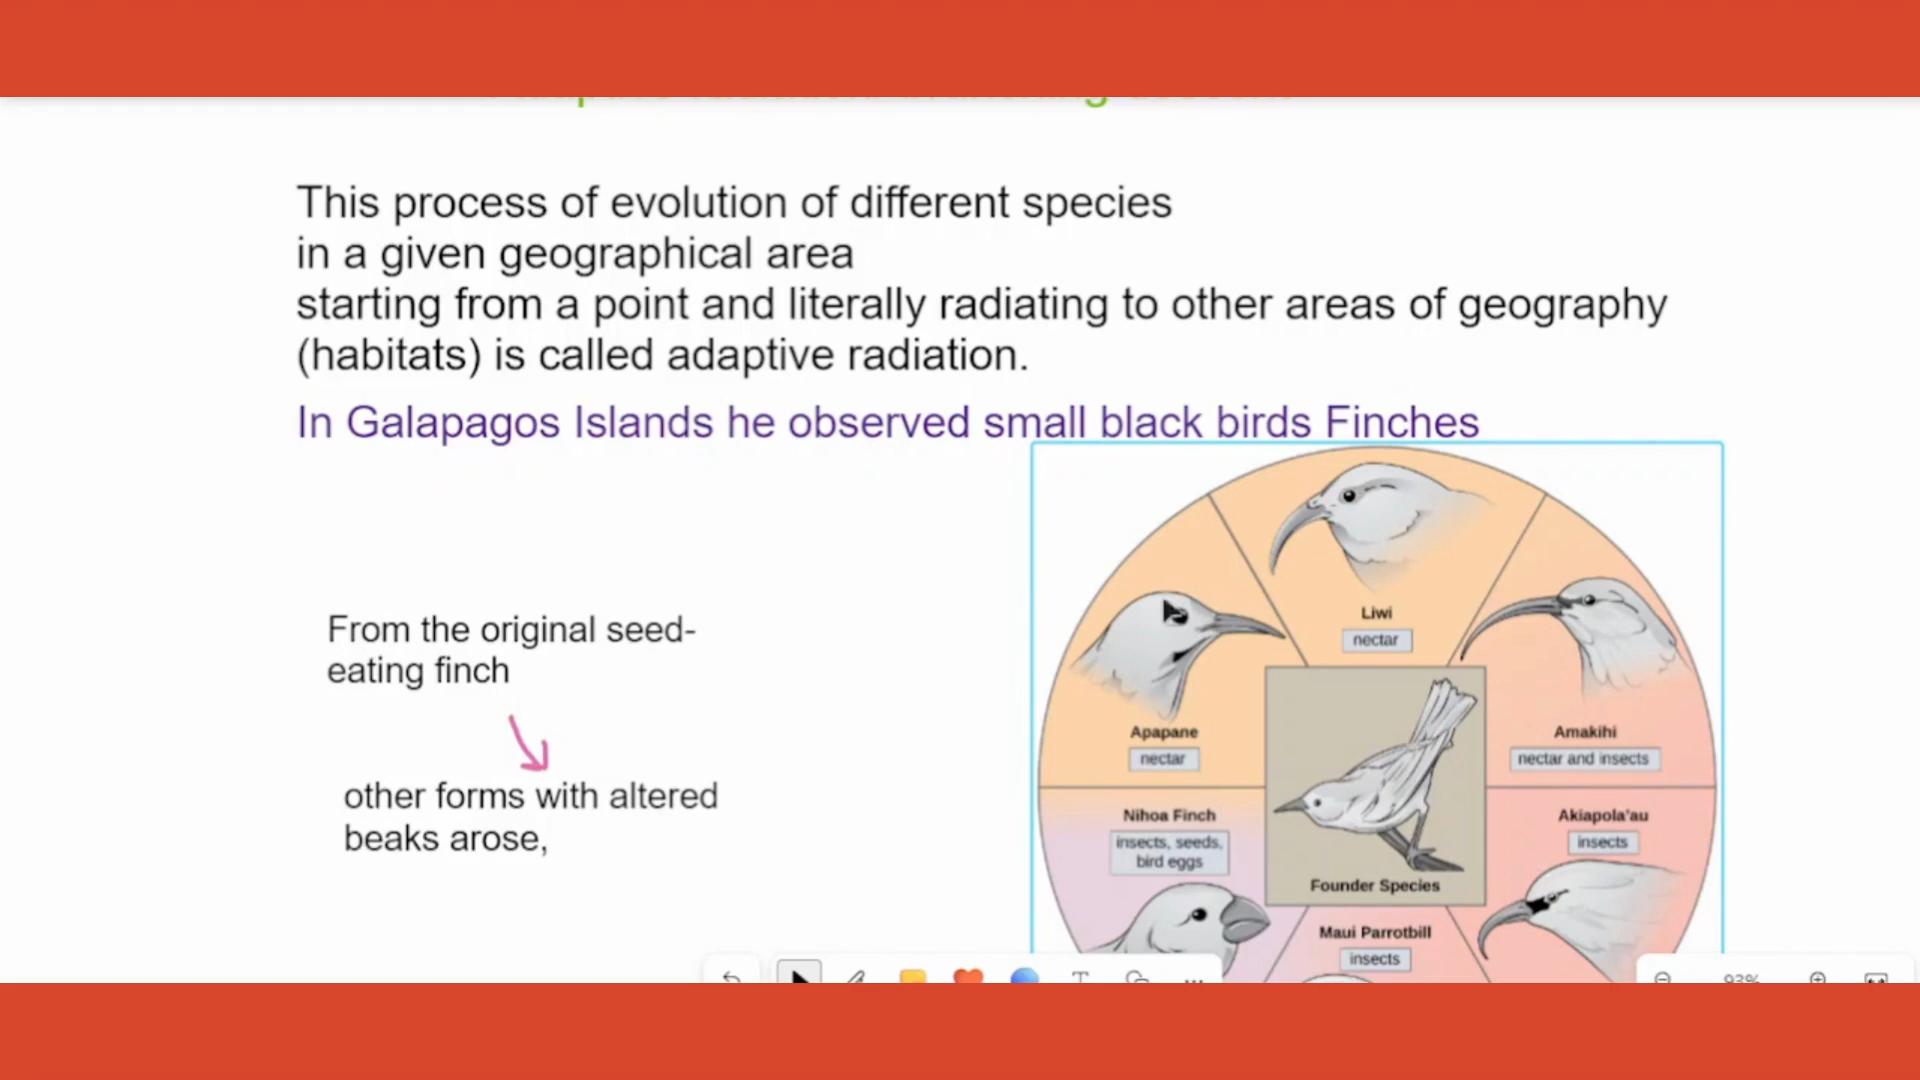 This process of evolution of different species
in a given geographical area
starting from a point and literally radiating to other areas of geography
(habitats) is called adaptive radiation.
In Galapagos Islands he observed small black birds Finches
From the original seed-
eating finch
other forms with altered
beaks arose,
Liwi
nectar
Apapane
nectar
Amakihi
nectar and insects
Nihoa Finch
insects, seeds,
bird eggs
Akiapola'au
insects
Founder Species
Maui Parrotbill
insects
93%